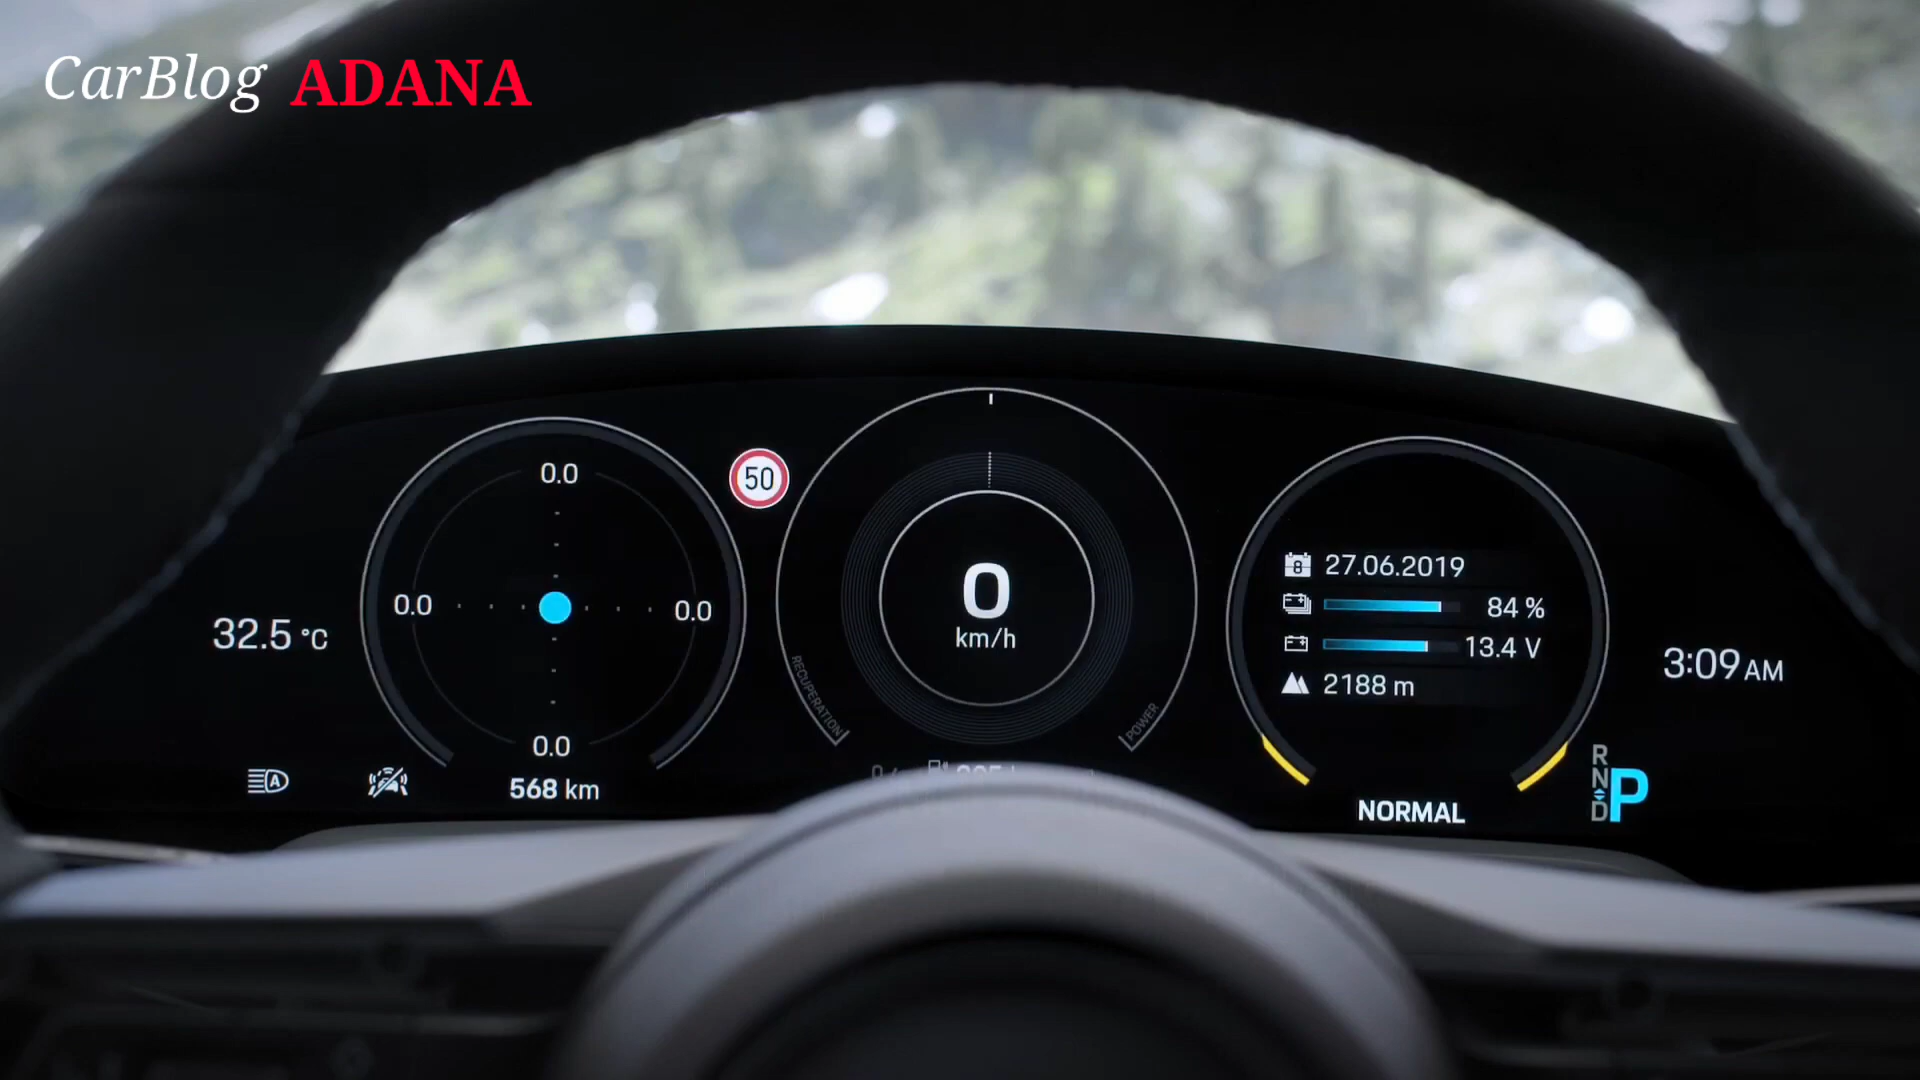 CarBlog ADANA
0.0
50
27.06.2019
0.0
0.0
0
84 %
32.5 °C
km/h
13.4 V
3:09 AM
2188 m
RECUPERATION
POWER
0.0
R
N
D
P
568 km
NORMAL